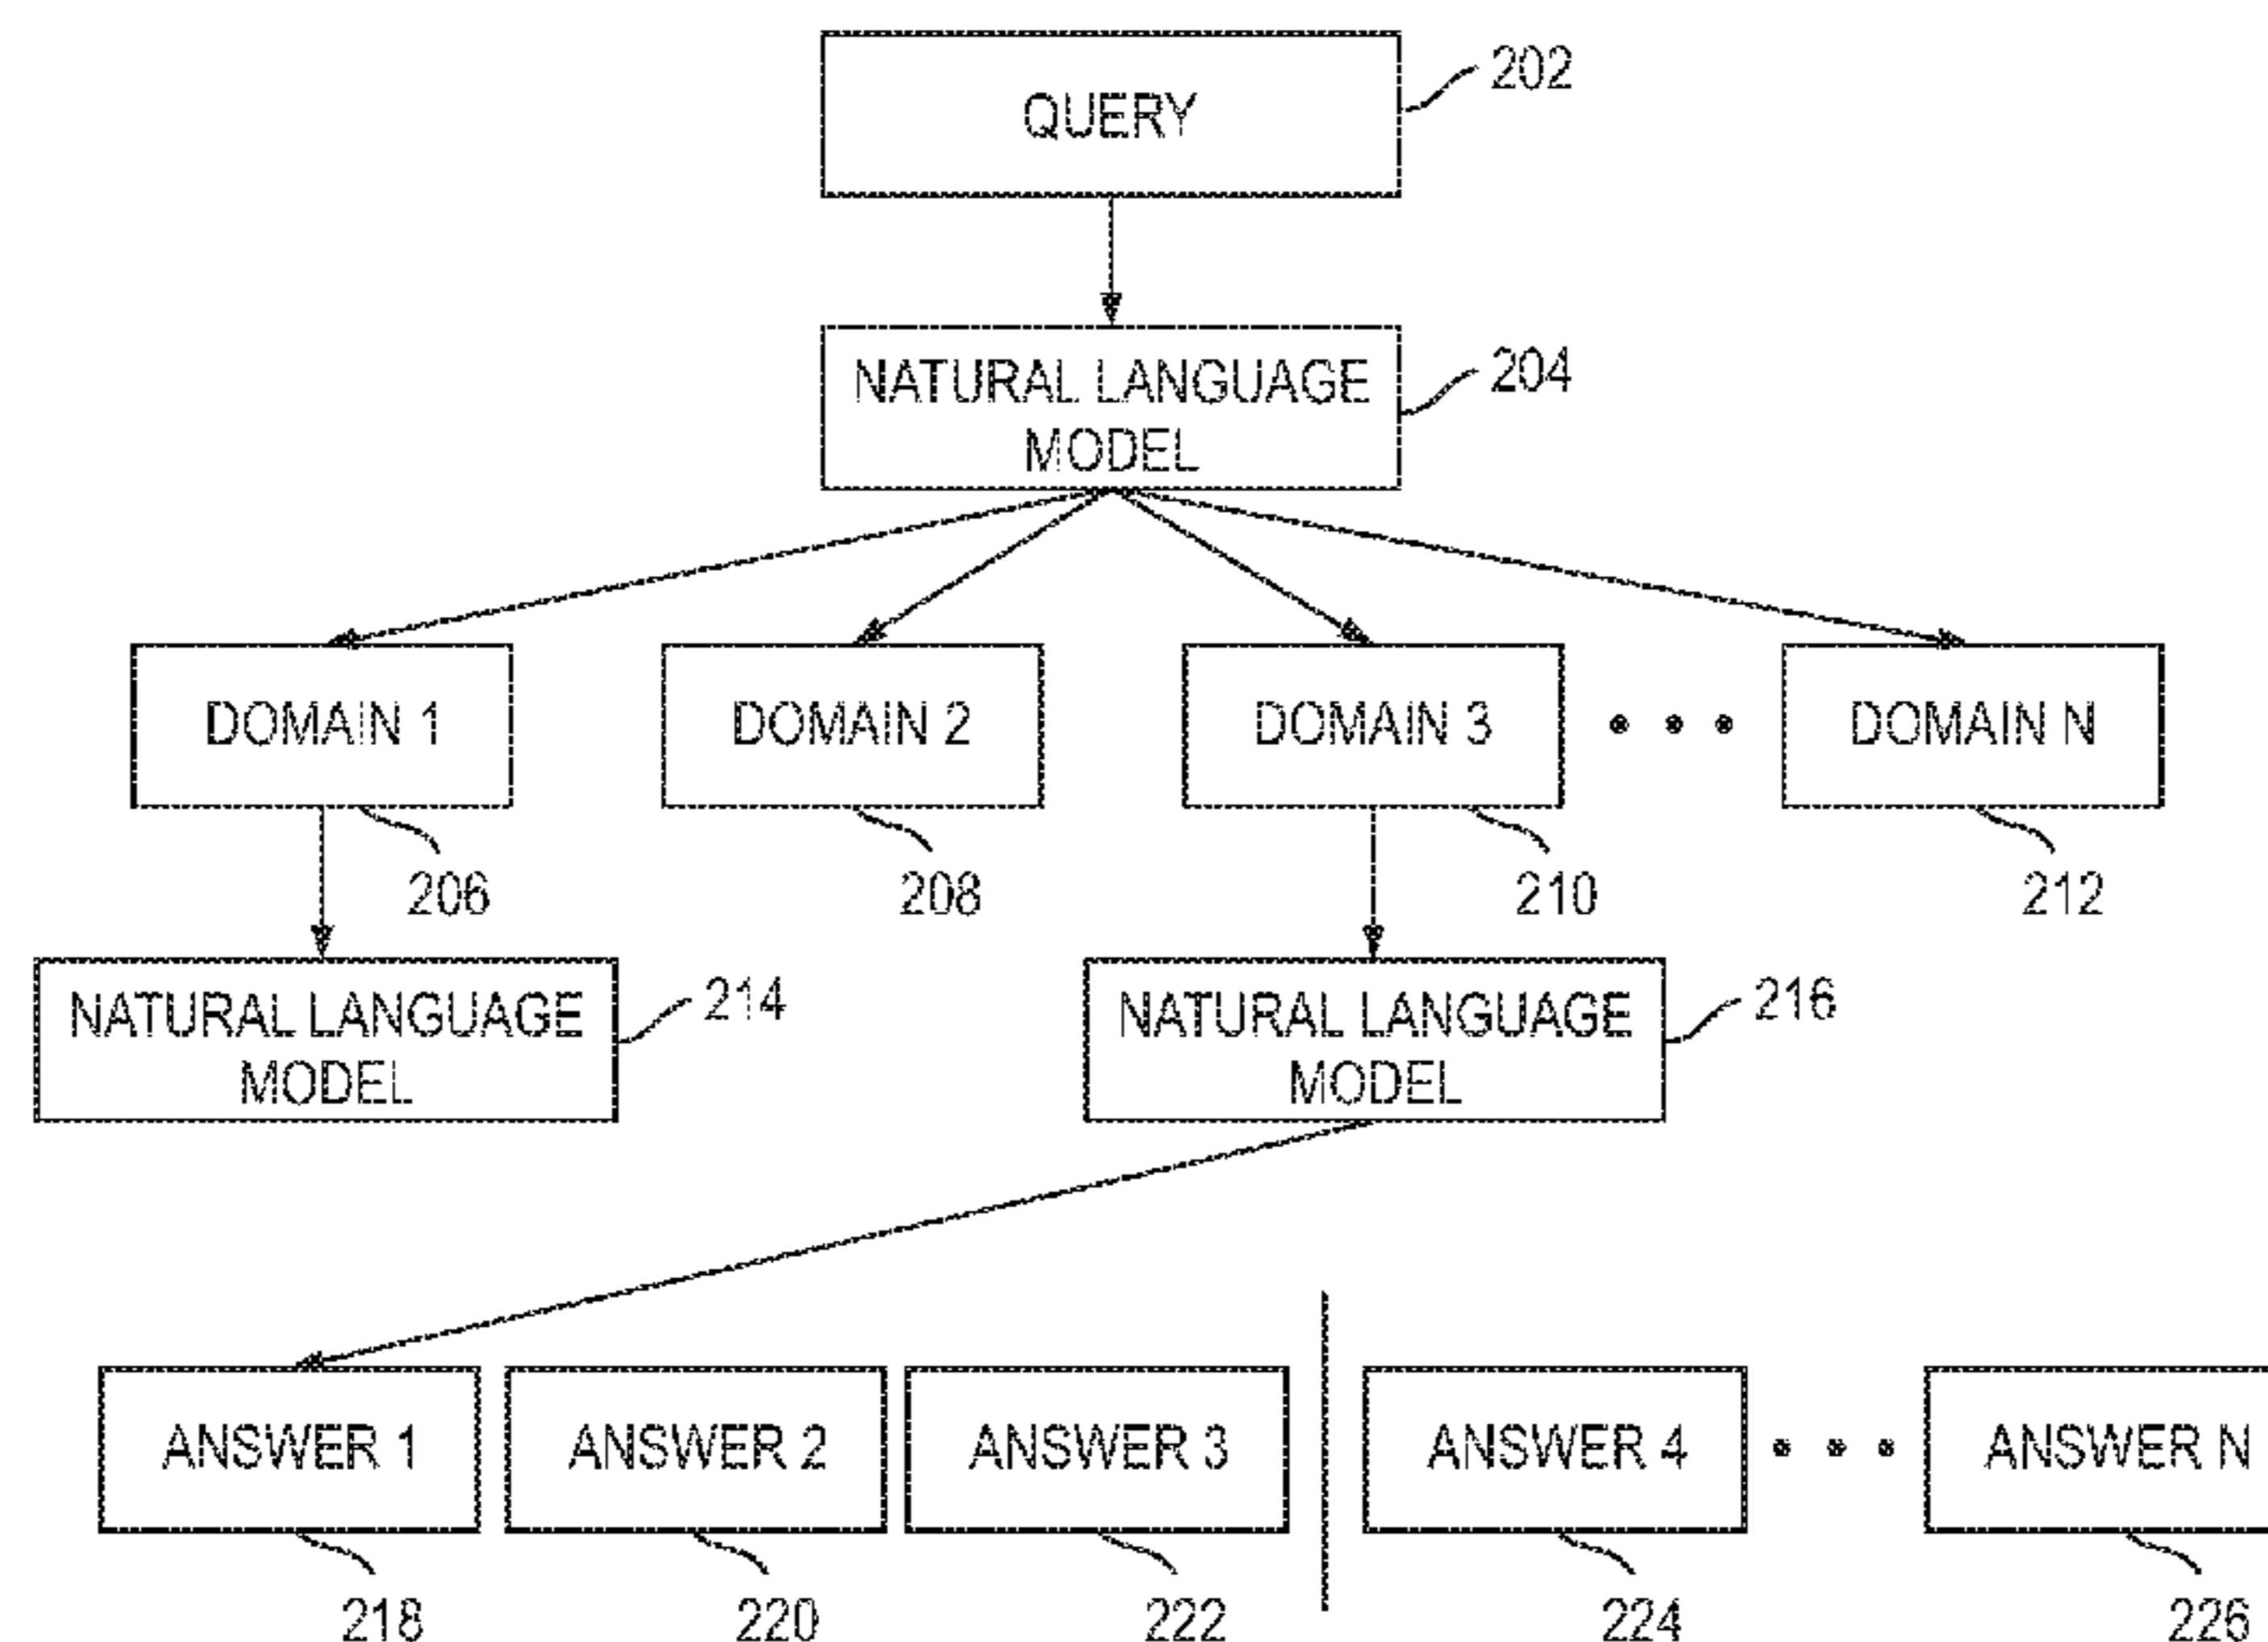 QUERY
202
NATURAL LANGUAGE
MODEL
204
DOMAIN 1
DOMAIN 2
DOMAIN 3
DOMAIN N
206
208
210
212
NATURAL LANGUAGE
MODEL
214
NATURAL LANGUAGE
MODEL
216
ANSWER 1
ANSWER 2
ANSWER 3
ANSWER 4
ANSWER N
218
220
222
224
226